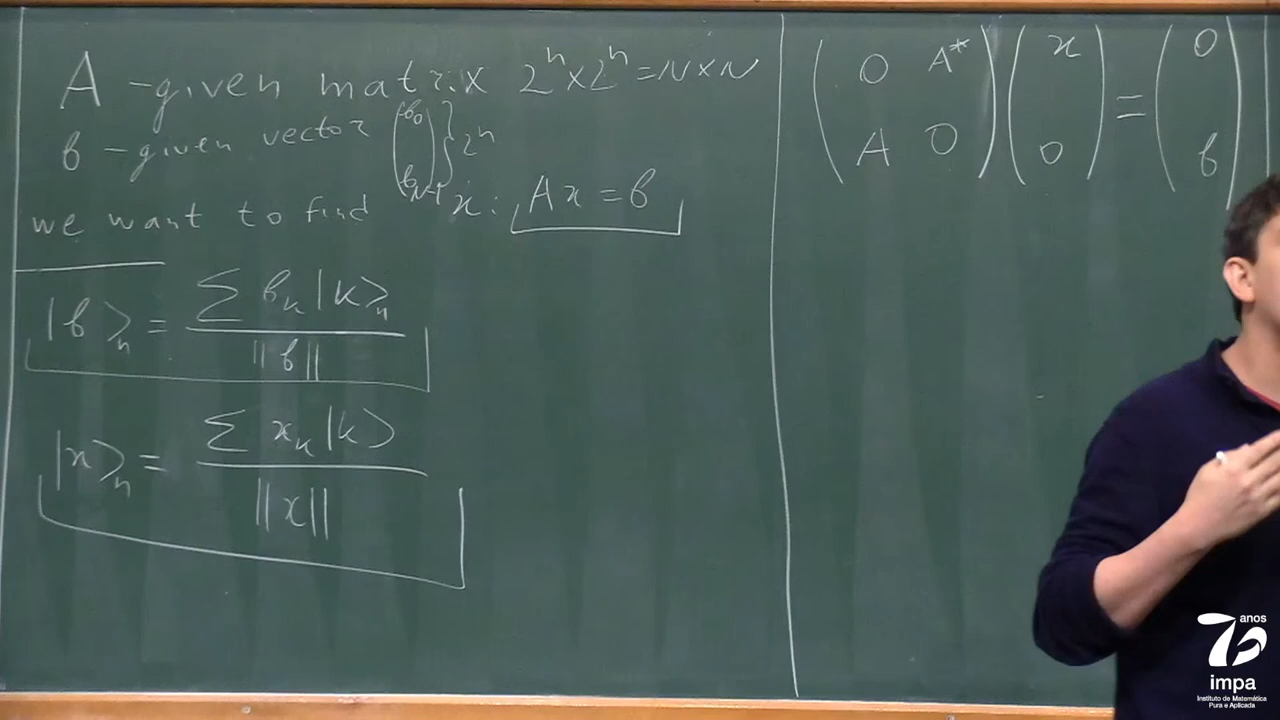 A - given matrix 2^n × 2^n = N × N
b - given vector (b_0 b_{N-1}) } 2^n
we want to find x: Ax = b
|b>_n = Σ b_k |k>_n / ||b||
|x>_n = Σ x_k |k> / ||x||
(0 A*) (x) = (0)
(A 0) (0) (b)
70 anos
impa
Instituto de Matemática
Pura e Aplicada